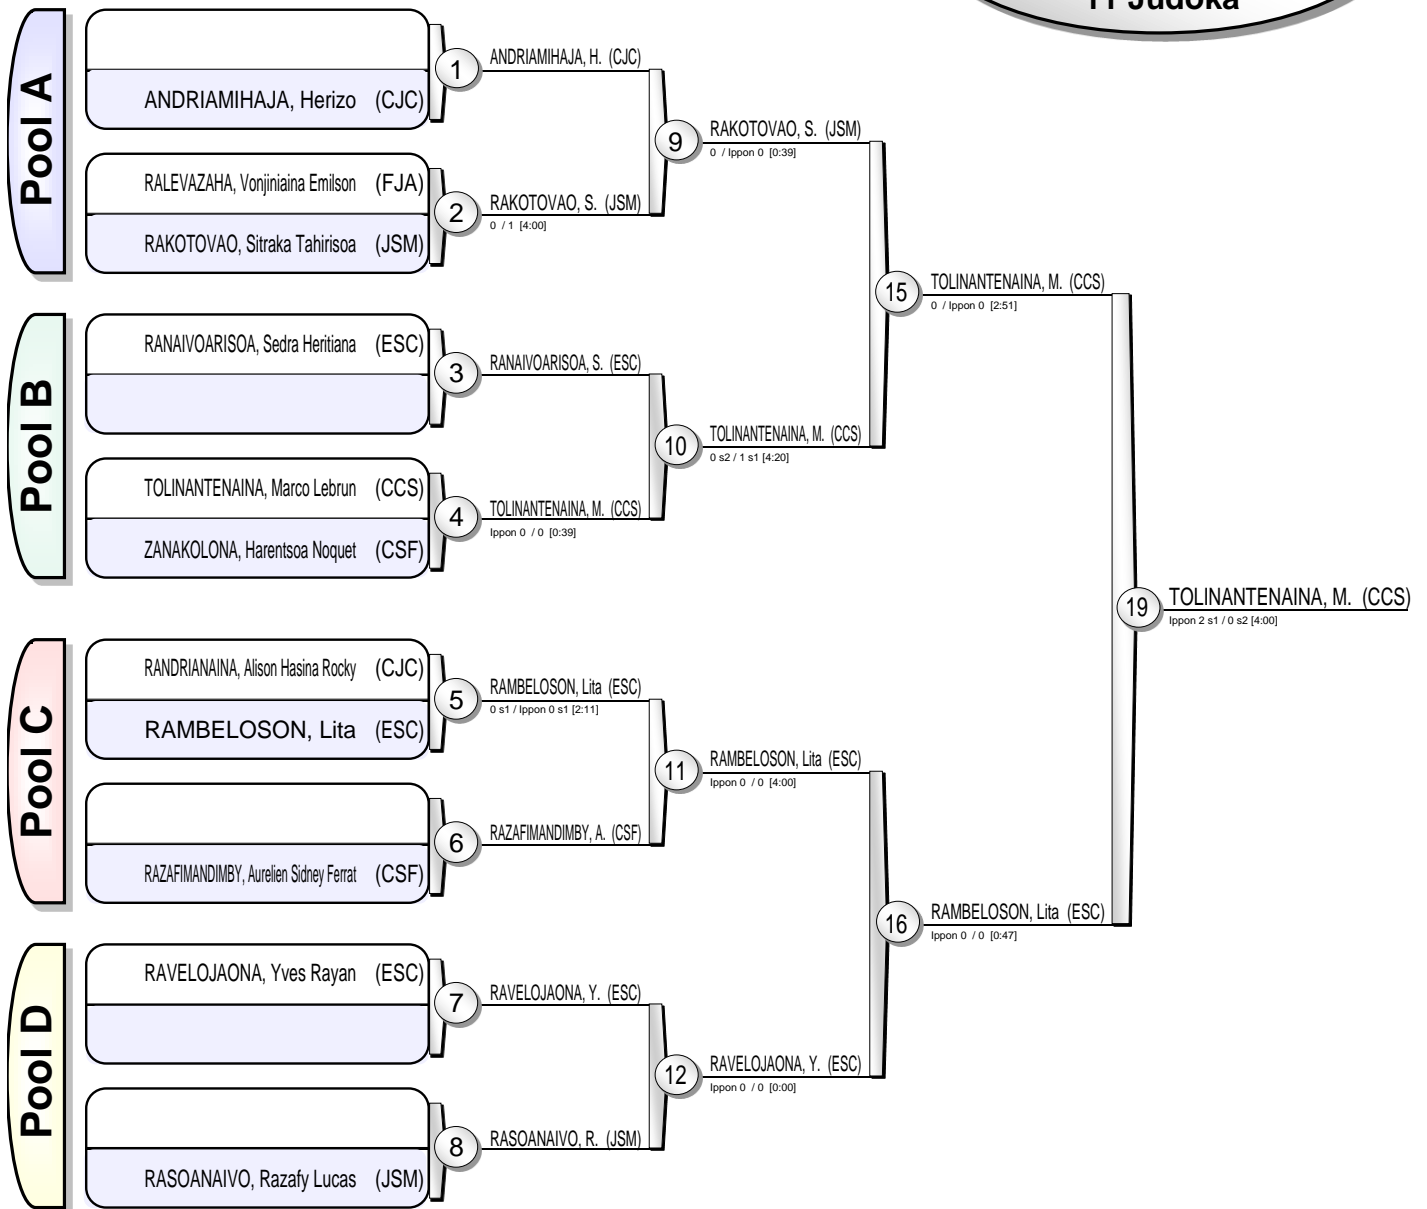 11 Judoka
Pool A
ANDRIAMIHAJA, Herizo (CJC)
RALEVAZAHA, Vonjiniaina Emilson (FJA)
RAKOTOVAO, Sitraka Tahirisoa (JSM)
1
ANDRIAMIHAJA, H. (CJC)
2
RAKOTOVAO, S. (JSM)
0 / 1 [4:00]
9
RAKOTOVAO, S. (JSM)
0 / Ippon 0 [0:39]
Pool B
RANAIVOARISOA, Sedra Heritiana (ESC)
TOLINANTENAINA, Marco Lebrun (CCS)
ZANAKOLONA, Harentsoa Noquet (CSF)
3
RANAIVOARISOA, S. (ESC)
4
TOLINANTENAINA, M. (CCS)
Ippon 0 / 0 [0:39]
10
TOLINANTENAINA, M. (CCS)
0 s2 / 1 s1 [4:20]
15
TOLINANTENAINA, M. (CCS)
0 / Ippon 0 [2:51]
Pool C
RANDRIANAINA, Alison Hasina Rocky (CJC)
RAMBELOSON, Lita (ESC)
RAZAFIMANDIMBY, Aurelien Sidney Ferrat (CSF)
5
RAMBELOSON, Lita (ESC)
0 s1 / Ippon 0 s1 [2:11]
6
RAZAFIMANDIMBY, A. (CSF)
11
RAMBELOSON, Lita (ESC)
Ippon 0 / 0 [4:00]
Pool D
RAVELOJAONA, Yves Rayan (ESC)
RASOANAIVO, Razafy Lucas (JSM)
7
RAVELOJAONA, Y. (ESC)
8
RASOANAIVO, R. (JSM)
12
RAVELOJAONA, Y. (ESC)
Ippon 0 / 0 [0:00]
16
RAMBELOSON, Lita (ESC)
Ippon 0 / 0 [0:47]
19
TOLINANTENAINA, M. (CCS)
Ippon 2 s1 / 0 s2 [4:00]